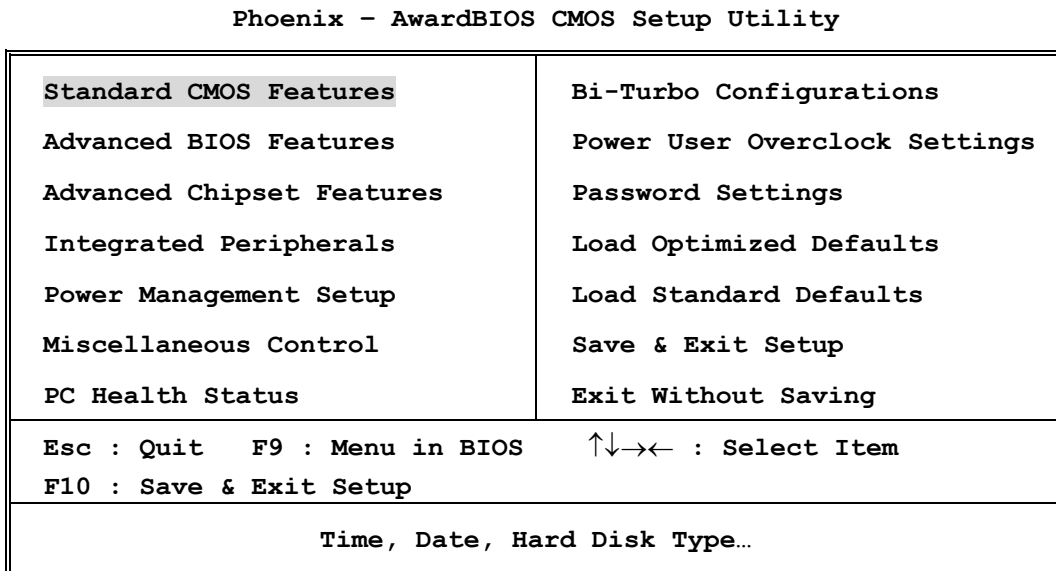 Phoenix – AwardBIOS CMOS Setup Utility
Standard CMOS Features
Advanced BIOS Features
Advanced Chipset Features
Integrated Peripherals
Power Management Setup
Miscellaneous Control
PC Health Status
Bi-Turbo Configurations
Power User Overclock Settings
Password Settings
Load Optimized Defaults
Load Standard Defaults
Save & Exit Setup
Exit Without Saving
Esc : Quit F9 : Menu in BIOS ↑↓→← : Select Item
F10 : Save & Exit Setup
Time, Date, Hard Disk Type…